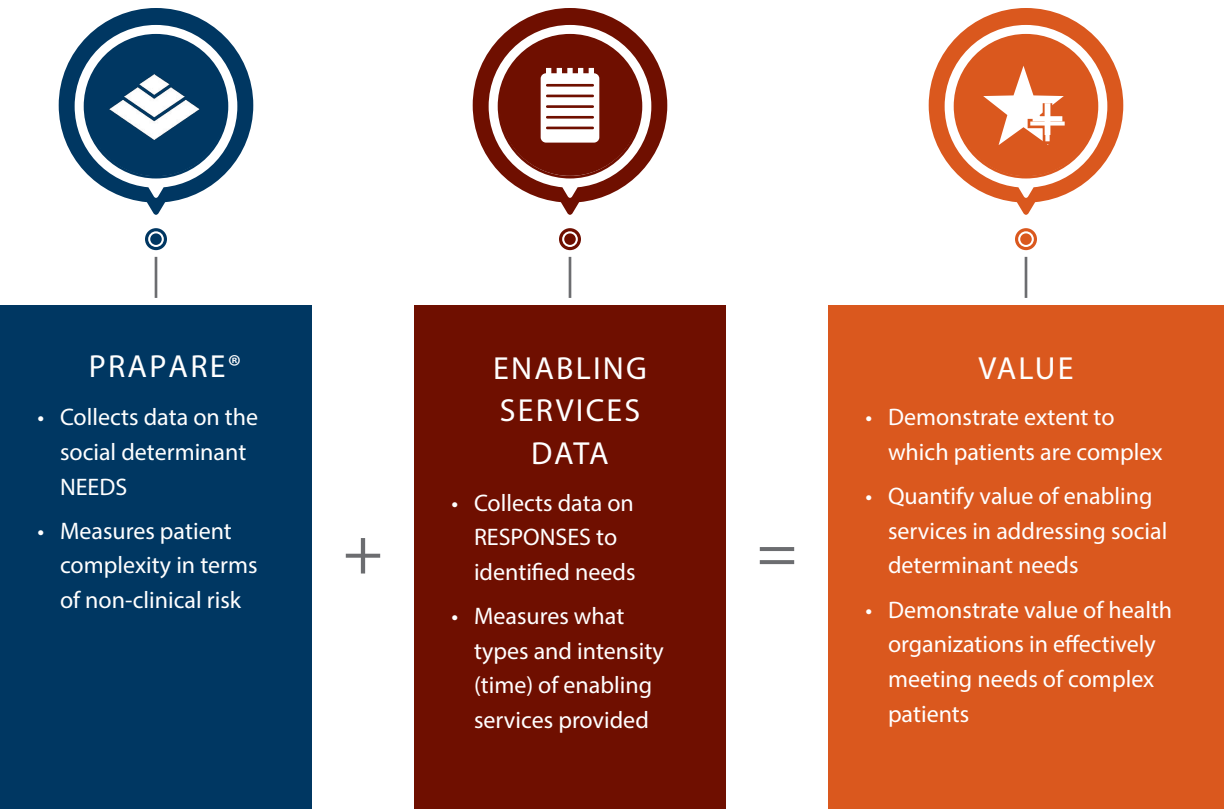 PRAPARE®
• Collects data on the
social determinant
NEEDS
• Measures patient
complexity in terms
of non-clinical risk
+
ENABLING
SERVICES
DATA
• Collects data on
RESPONSES to
identified needs
• Measures what
types and intensity
(time) of enabling
services provided
=
VALUE
• Demonstrate extent to
which patients are complex
• Quantify value of enabling
services in addressing social
determinant needs
• Demonstrate value of health
organizations in effectively
meeting needs of complex
patients